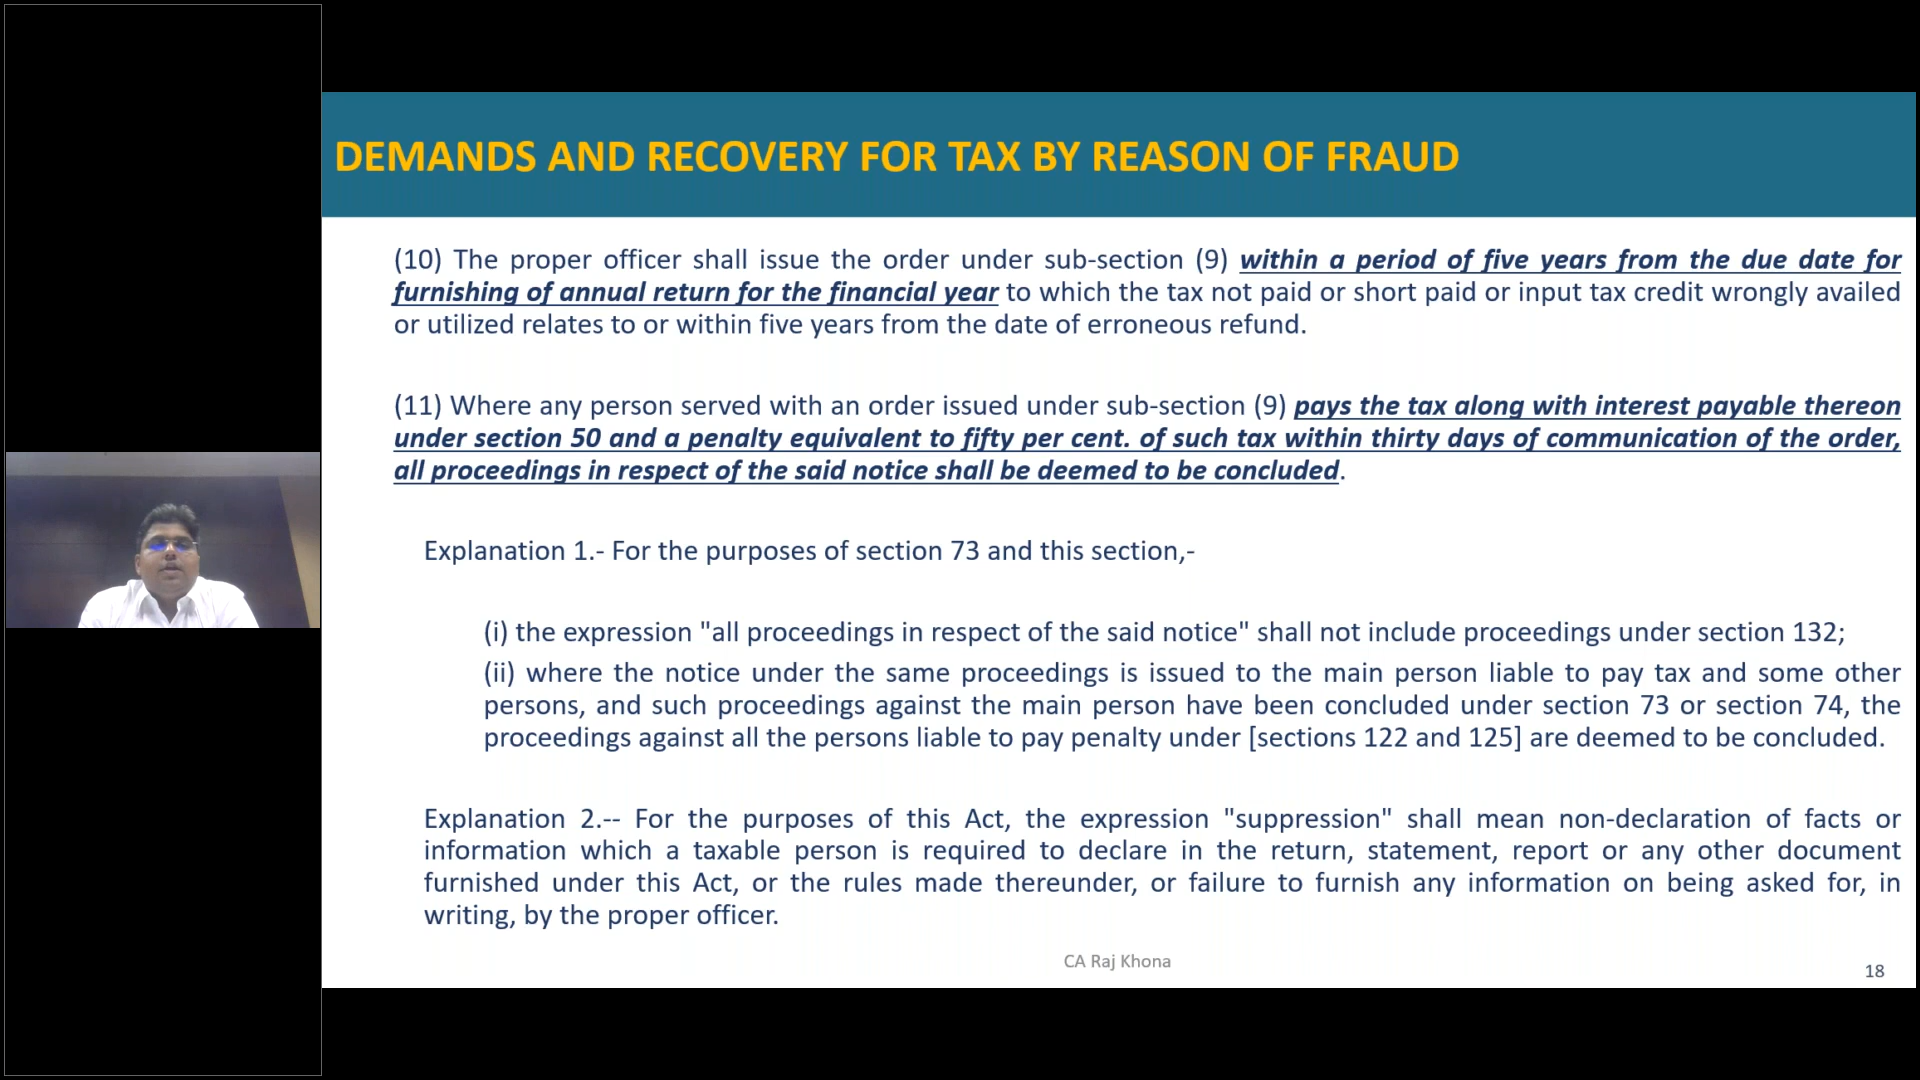 DEMANDS AND RECOVERY FOR TAX BY REASON OF FRAUD
(10) The proper officer shall issue the order under sub-section (9) within a period of five years from the due date for
furnishing of annual return for the financial year to which the tax not paid or short paid or input tax credit wrongly availed
or utilized relates to or within five years from the date of erroneous refund.
(11) Where any person served with an order issued under sub-section (9) pays the tax along with interest payable thereon
under section 50 and a penalty equivalent to fifty per cent. of such tax within thirty days of communication of the order,
all proceedings in respect of the said notice shall be deemed to be concluded.
Explanation 1.- For the purposes of section 73 and this section,-
(i) the expression "all proceedings in respect of the said notice" shall not include proceedings under section 132;
(ii) where the notice under the same proceedings is issued to the main person liable to pay tax and some other
persons, and such proceedings against the main person have been concluded under section 73 or section 74, the
proceedings against all the persons liable to pay penalty under [sections 122 and 125] are deemed to be concluded.
Explanation 2.-- For the purposes of this Act, the expression "suppression" shall mean non-declaration of facts or
information which a taxable person is required to declare in the return, statement, report or any other document
furnished under this Act, or the rules made thereunder, or failure to furnish any information on being asked for, in
writing, by the proper officer.
CA Raj Khona
18